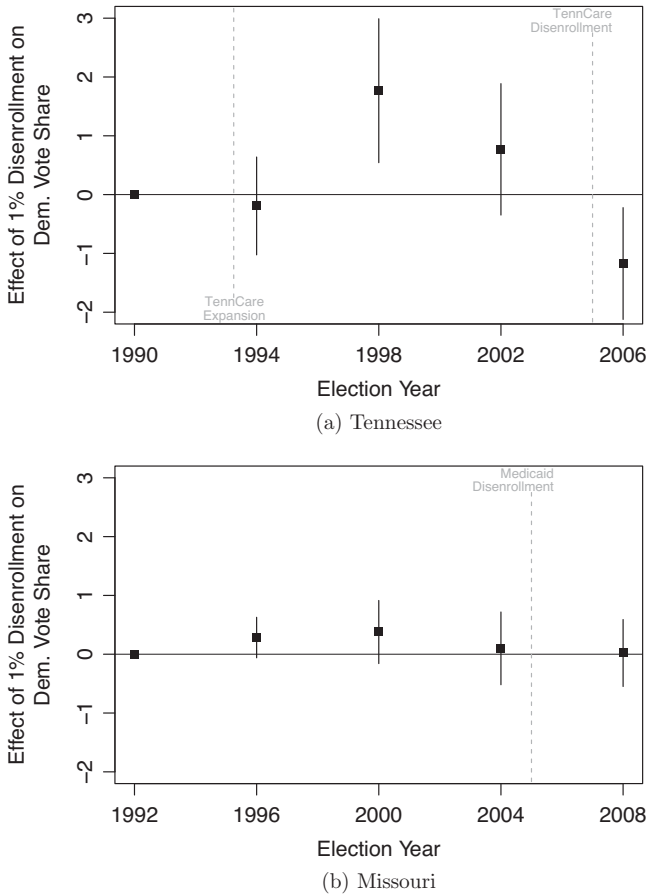 Effect of 1% Disenrollment on
Dem. Vote Share
3
2
1
0
−1
−2
TennCare
Disenrollment
TennCare
Expansion
1990 1994 1998 2002 2006
Election Year
(a) Tennessee
Effect of 1% Disenrollment on
Dem. Vote Share
3
2
1
0
−1
−2
Medicaid
Disenrollment
1992 1996 2000 2004 2008
Election Year
(b) Missouri